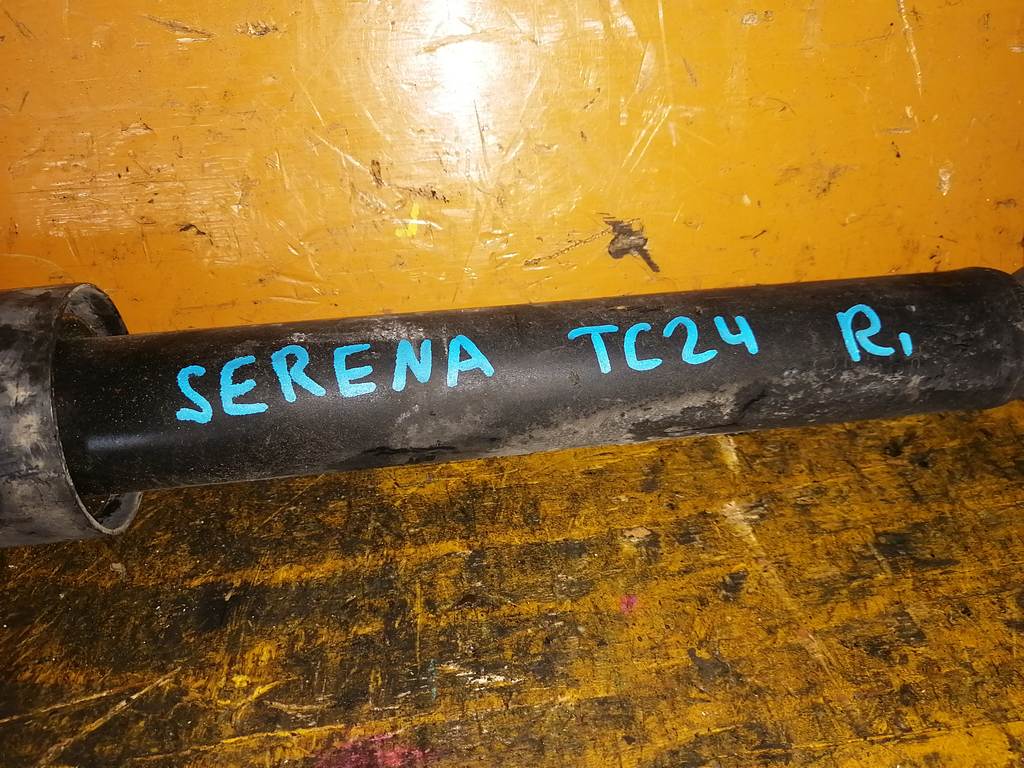 SERENA TC24 R,